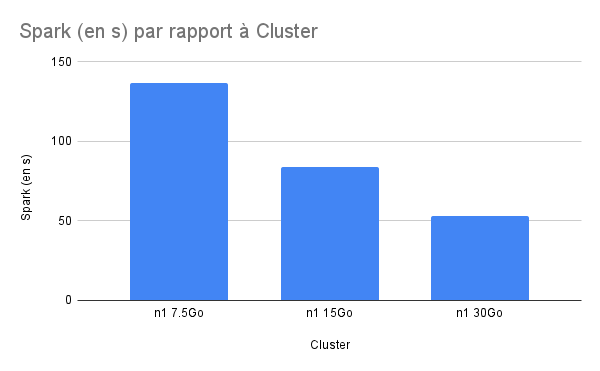 Spark (en s) par rapport à Cluster
150
100
50
0
Spark (en s)
n1 7.5Go
n1 15Go
n1 30Go
Cluster